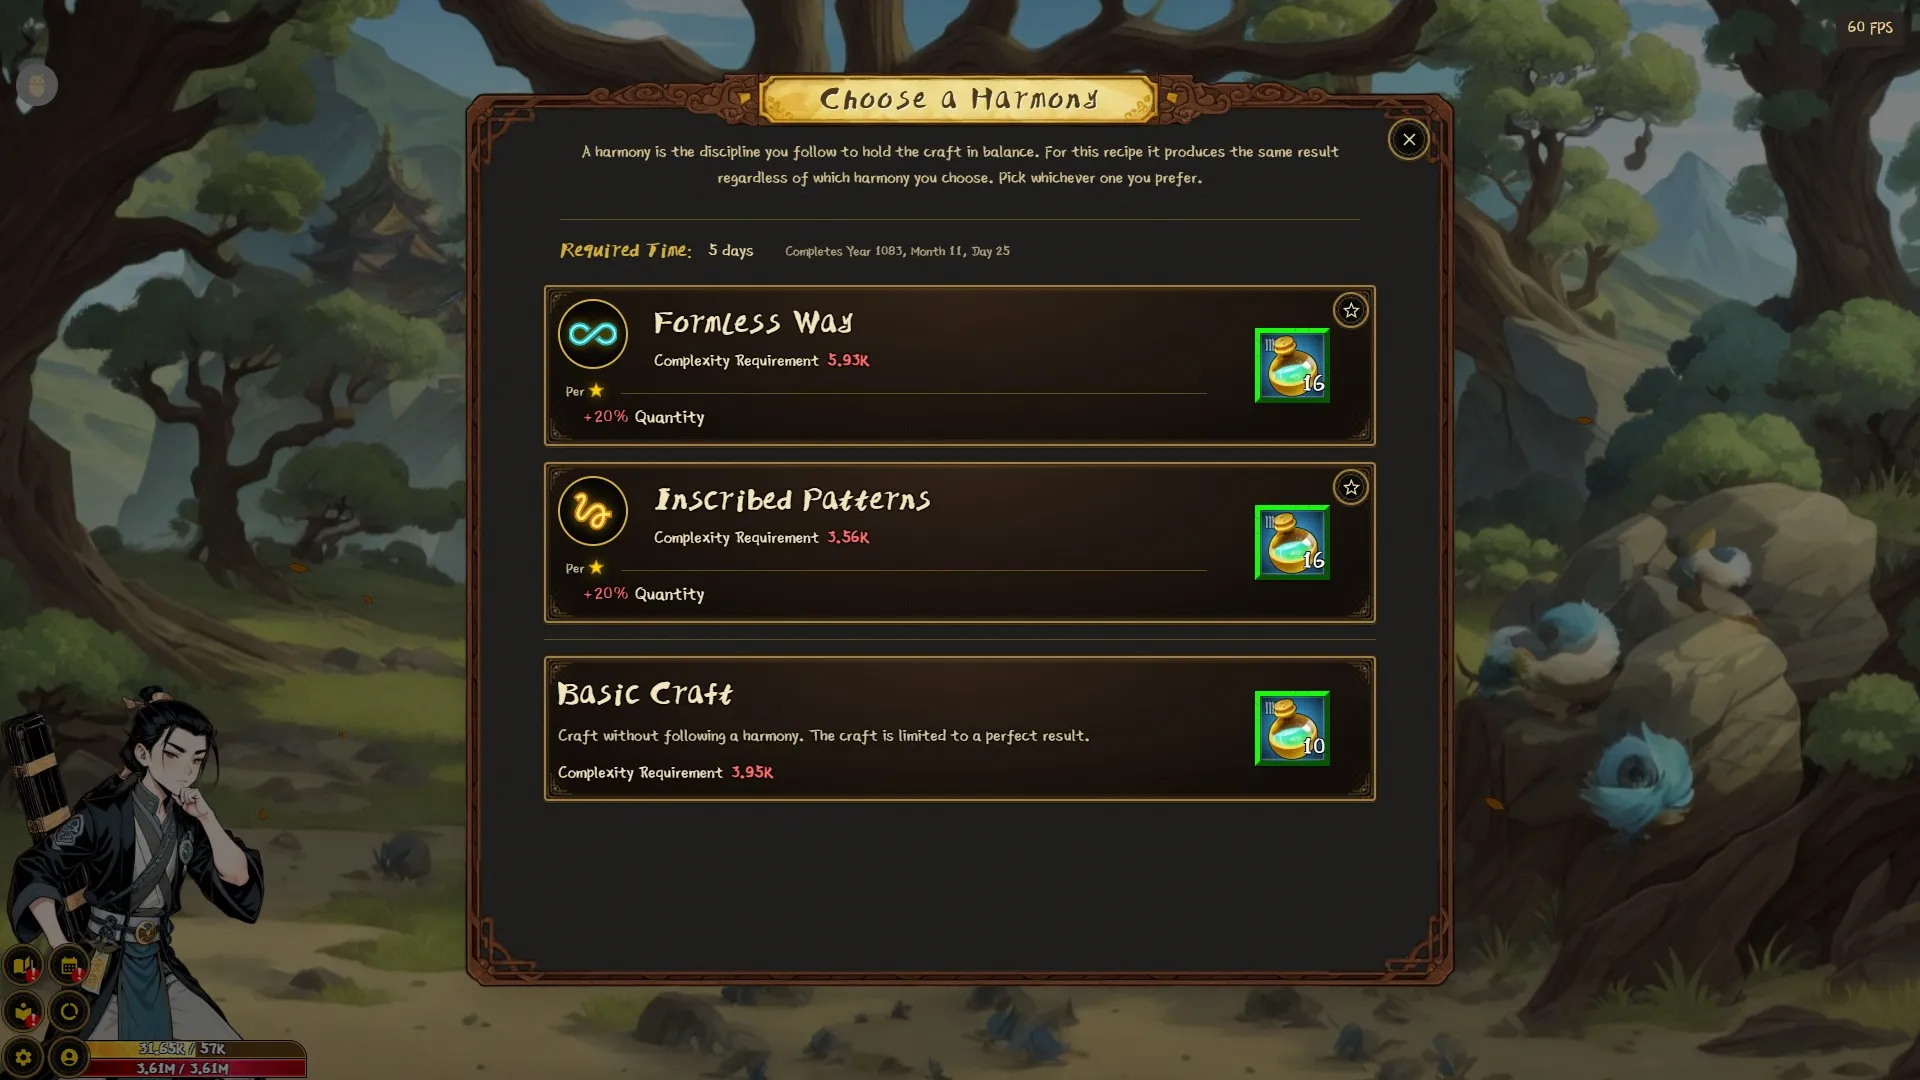 60 FPS
Choose a Harmony
A harmony is the discipline you follow to hold the craft in balance. For this recipe it produces the same result
regardless of which harmony you choose. Pick whichever one you prefer.
Required Time: 5 days Completes Year 1083, Month 11, Day 25
Formless Way
Complexity Requirement 5.93K
Per
+20% Quantity
16
Inscribed Patterns
Complexity Requirement 3.56K
Per
+20% Quantity
16
Basic Craft
Craft without following a harmony. The craft is limited to a perfect result.
Complexity Requirement 3.95K
10
31.65K / 57K
3.61M / 3.61M